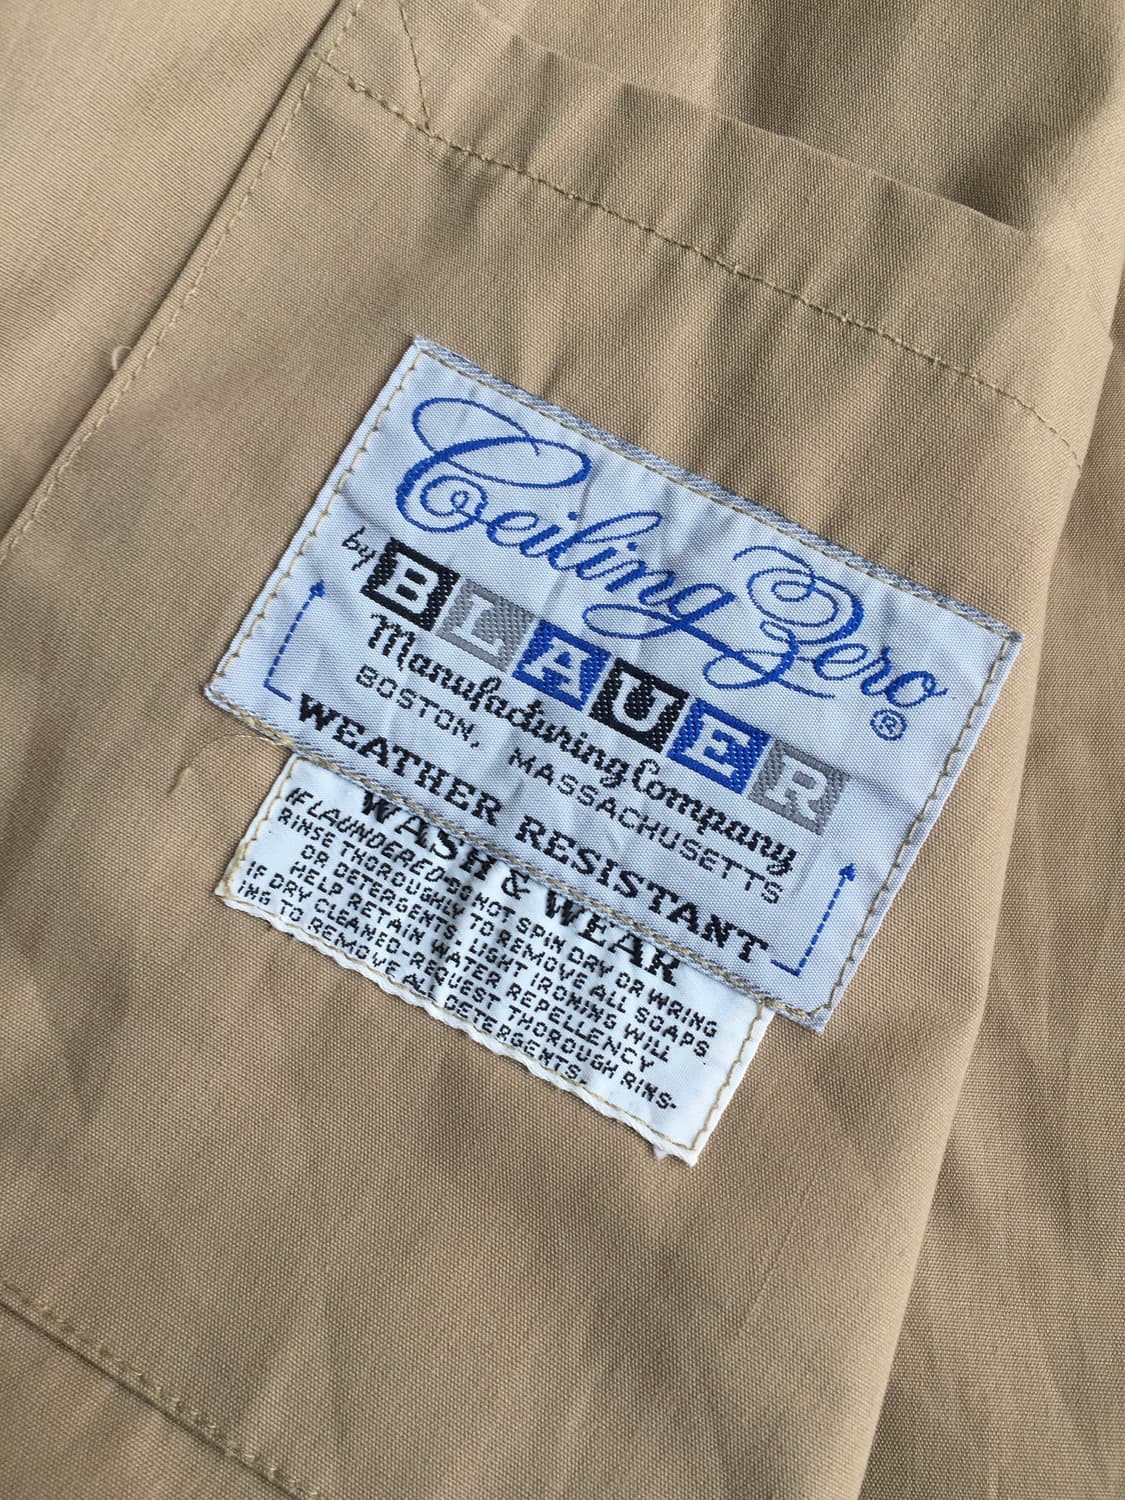 Ceiling Zero®
by BLAUER
Manufacturing Company
BOSTON, MASSACHUSETTS
WEATHER RESISTANT
WASH & WEAR
IF LAUNDERED-DO NOT SPIN DRY OR WRING
RINSE THOROUGHLY TO REMOVE ALL SOAPS
OR DETERGENTS. LIGHT IRONING WILL
HELP RETAIN WATER REPELLENCY
IF DRY CLEANED-REQUEST THOROUGH RINS-
ING TO REMOVE ALL DETERGENTS.